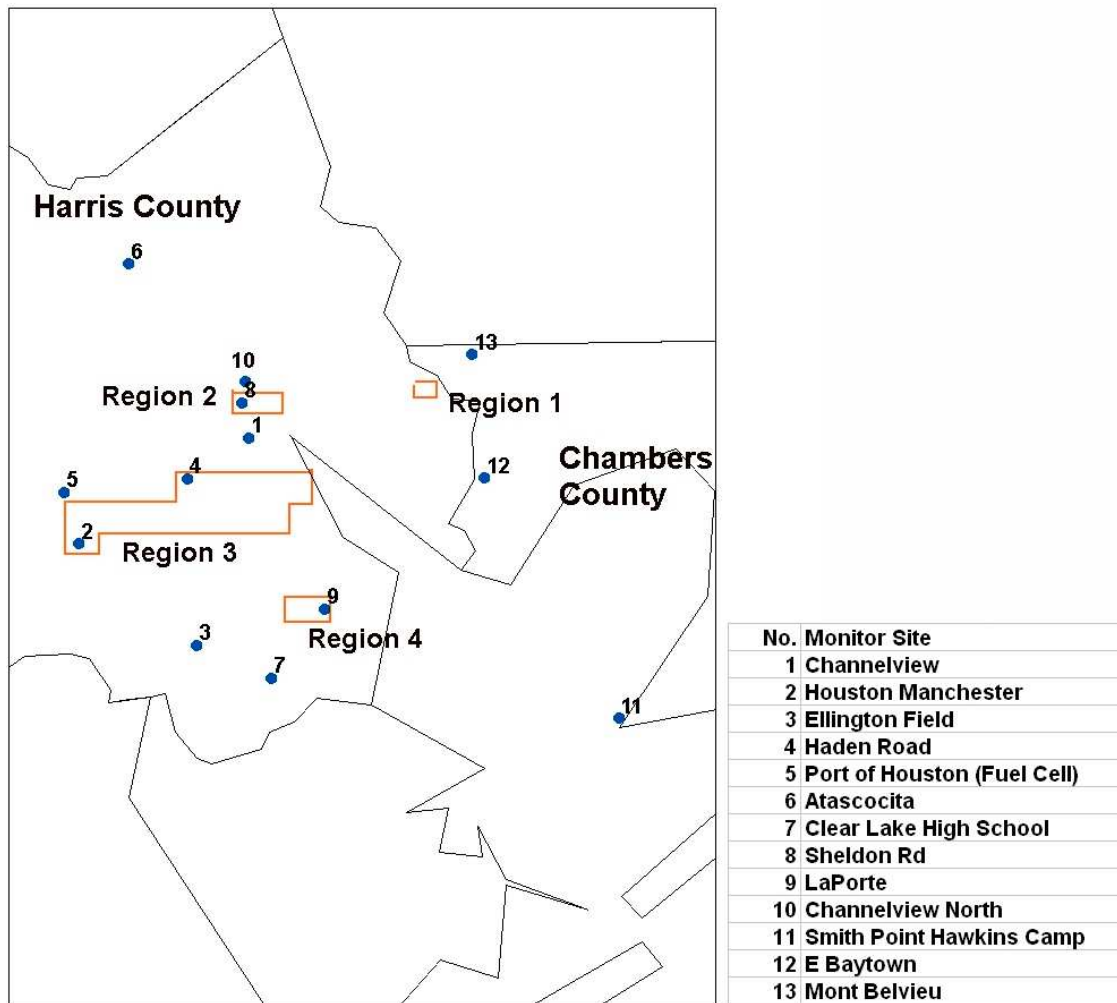 Harris County
6
13
10
8
Region 2
Region 1
1
Chambers
County
12
4
5
2
Region 3
9
Region 4
3
7
11
No. Monitor Site
1 Channelview
2 Houston Manchester
3 Ellington Field
4 Haden Road
5 Port of Houston (Fuel Cell)
6 Atascocita
7 Clear Lake High School
8 Sheldon Rd
9 LaPorte
10 Channelview North
11 Smith Point Hawkins Camp
12 E Baytown
13 Mont Belvieu